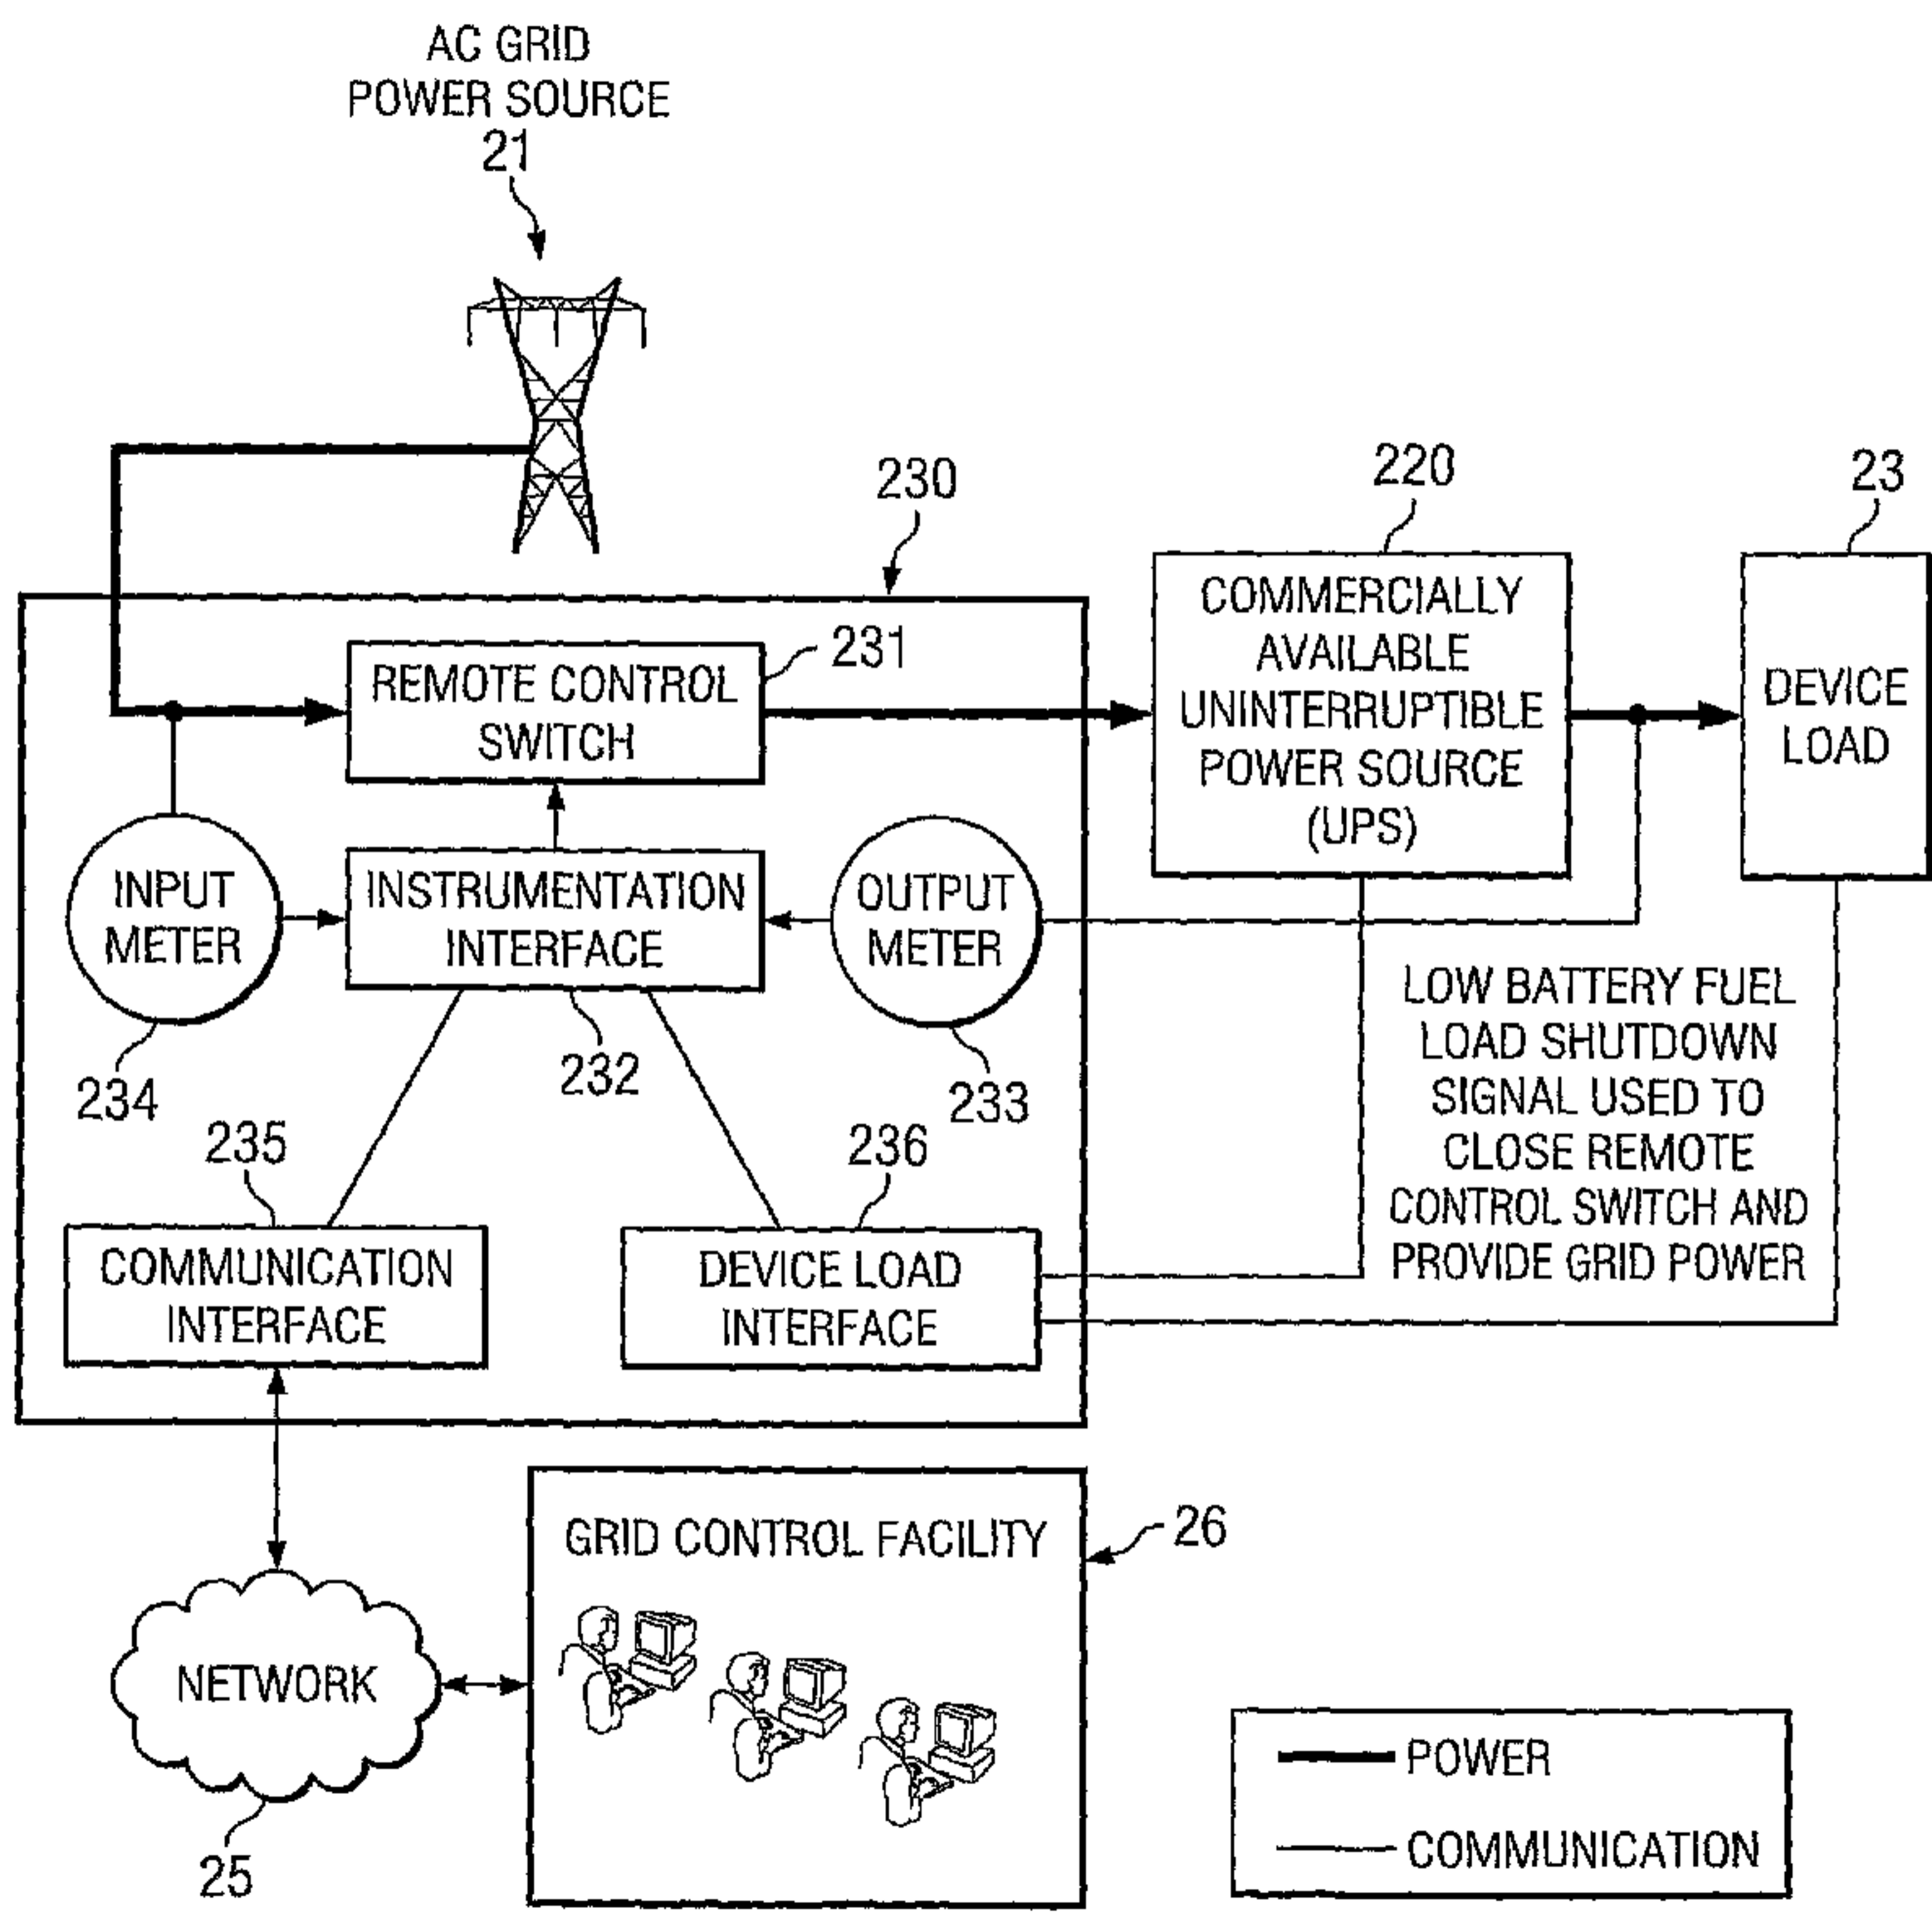 AC GRID
POWER SOURCE
21
230
220
23
231
REMOTE CONTROL
SWITCH
COMMERCIALLY
AVAILABLE
UNINTERRUPTIBLE
POWER SOURCE
(UPS)
DEVICE
LOAD
INPUT
METER
INSTRUMENTATION
INTERFACE
OUTPUT
METER
234
232
233
LOW BATTERY FUEL
LOAD SHUTDOWN
SIGNAL USED TO
CLOSE REMOTE
CONTROL SWITCH AND
PROVIDE GRID POWER
235
236
COMMUNICATION
INTERFACE
DEVICE LOAD
INTERFACE
GRID CONTROL FACILITY
26
NETWORK
25
POWER
COMMUNICATION